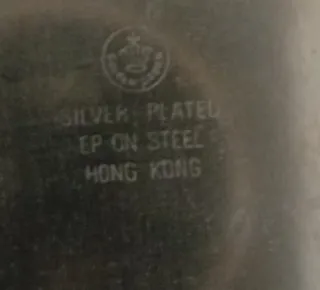 SILVER PLATED
EP ON STEEL
HONG KONG